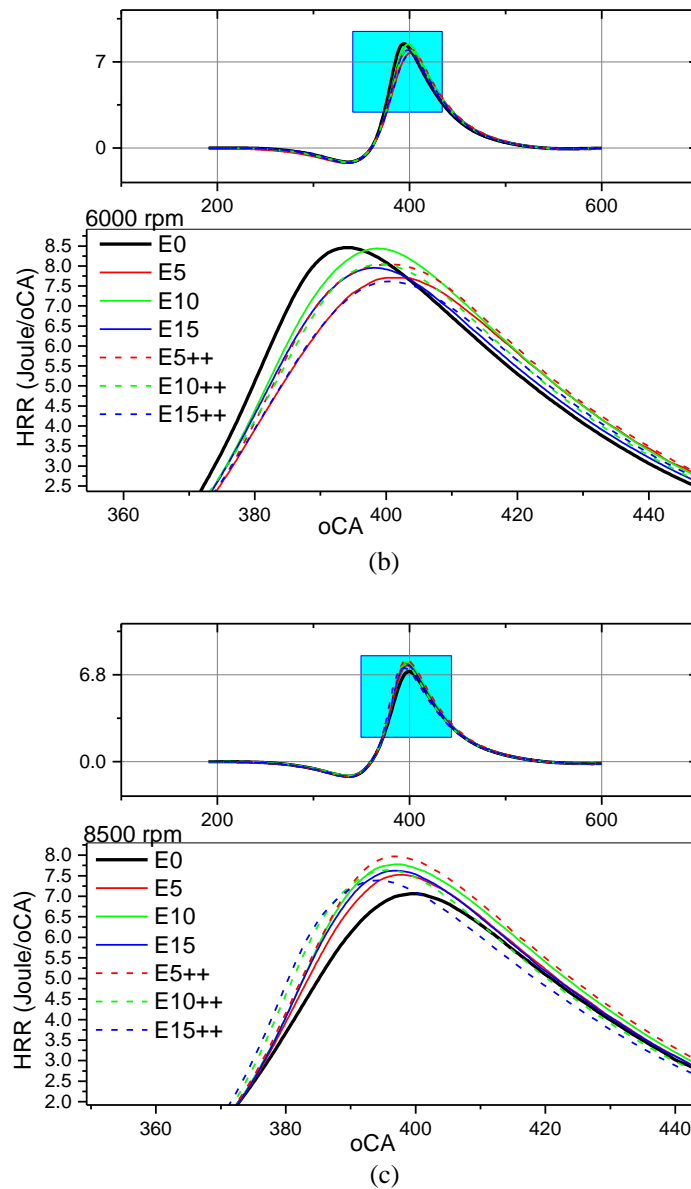 7
0
200
400
600
6000 rpm
8.5
8.0
7.5
7.0
6.5
6.0
5.5
5.0
4.5
4.0
3.5
3.0
2.5
HRR (Joule/oCA)
E0
E5
E10
E15
E5++
E10++
E15++
360
380
400
420
440
oCA
(b)
6.8
0.0
200
400
600
8500 rpm
8.0
7.5
7.0
6.5
6.0
5.5
5.0
4.5
4.0
3.5
3.0
2.5
2.0
HRR (Joule/oCA)
E0
E5
E10
E15
E5++
E10++
E15++
360
380
400
420
440
oCA
(c)